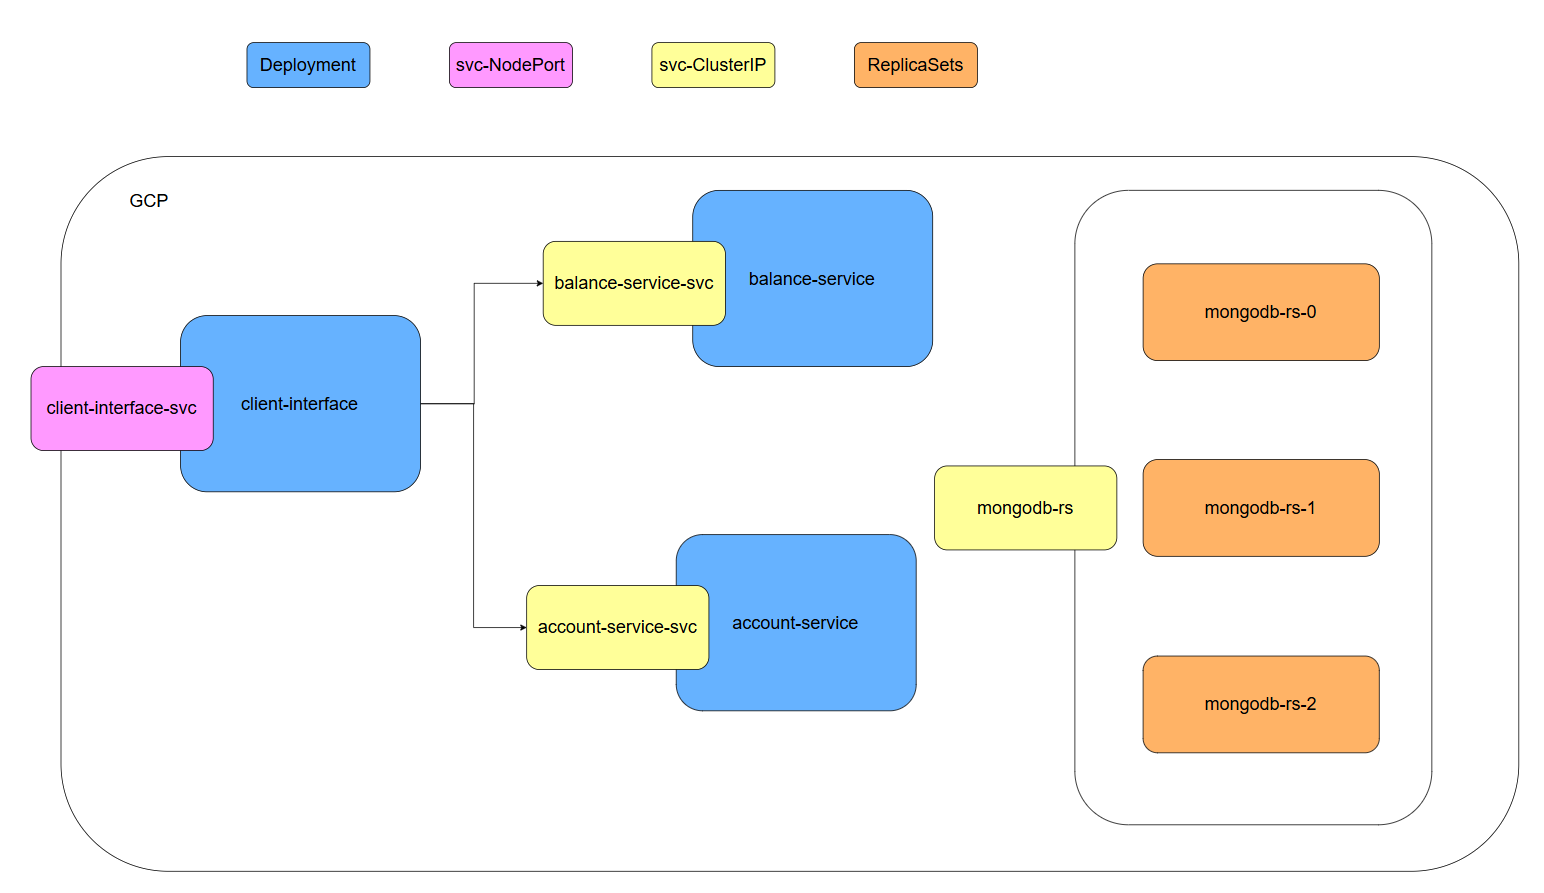 Deployment
svc-NodePort
svc-ClusterIP
ReplicaSets
GCP
balance-service-svc
balance-service
mongodb-rs-0
client-interface-svc
client-interface
mongodb-rs
mongodb-rs-1
account-service-svc
account-service
mongodb-rs-2